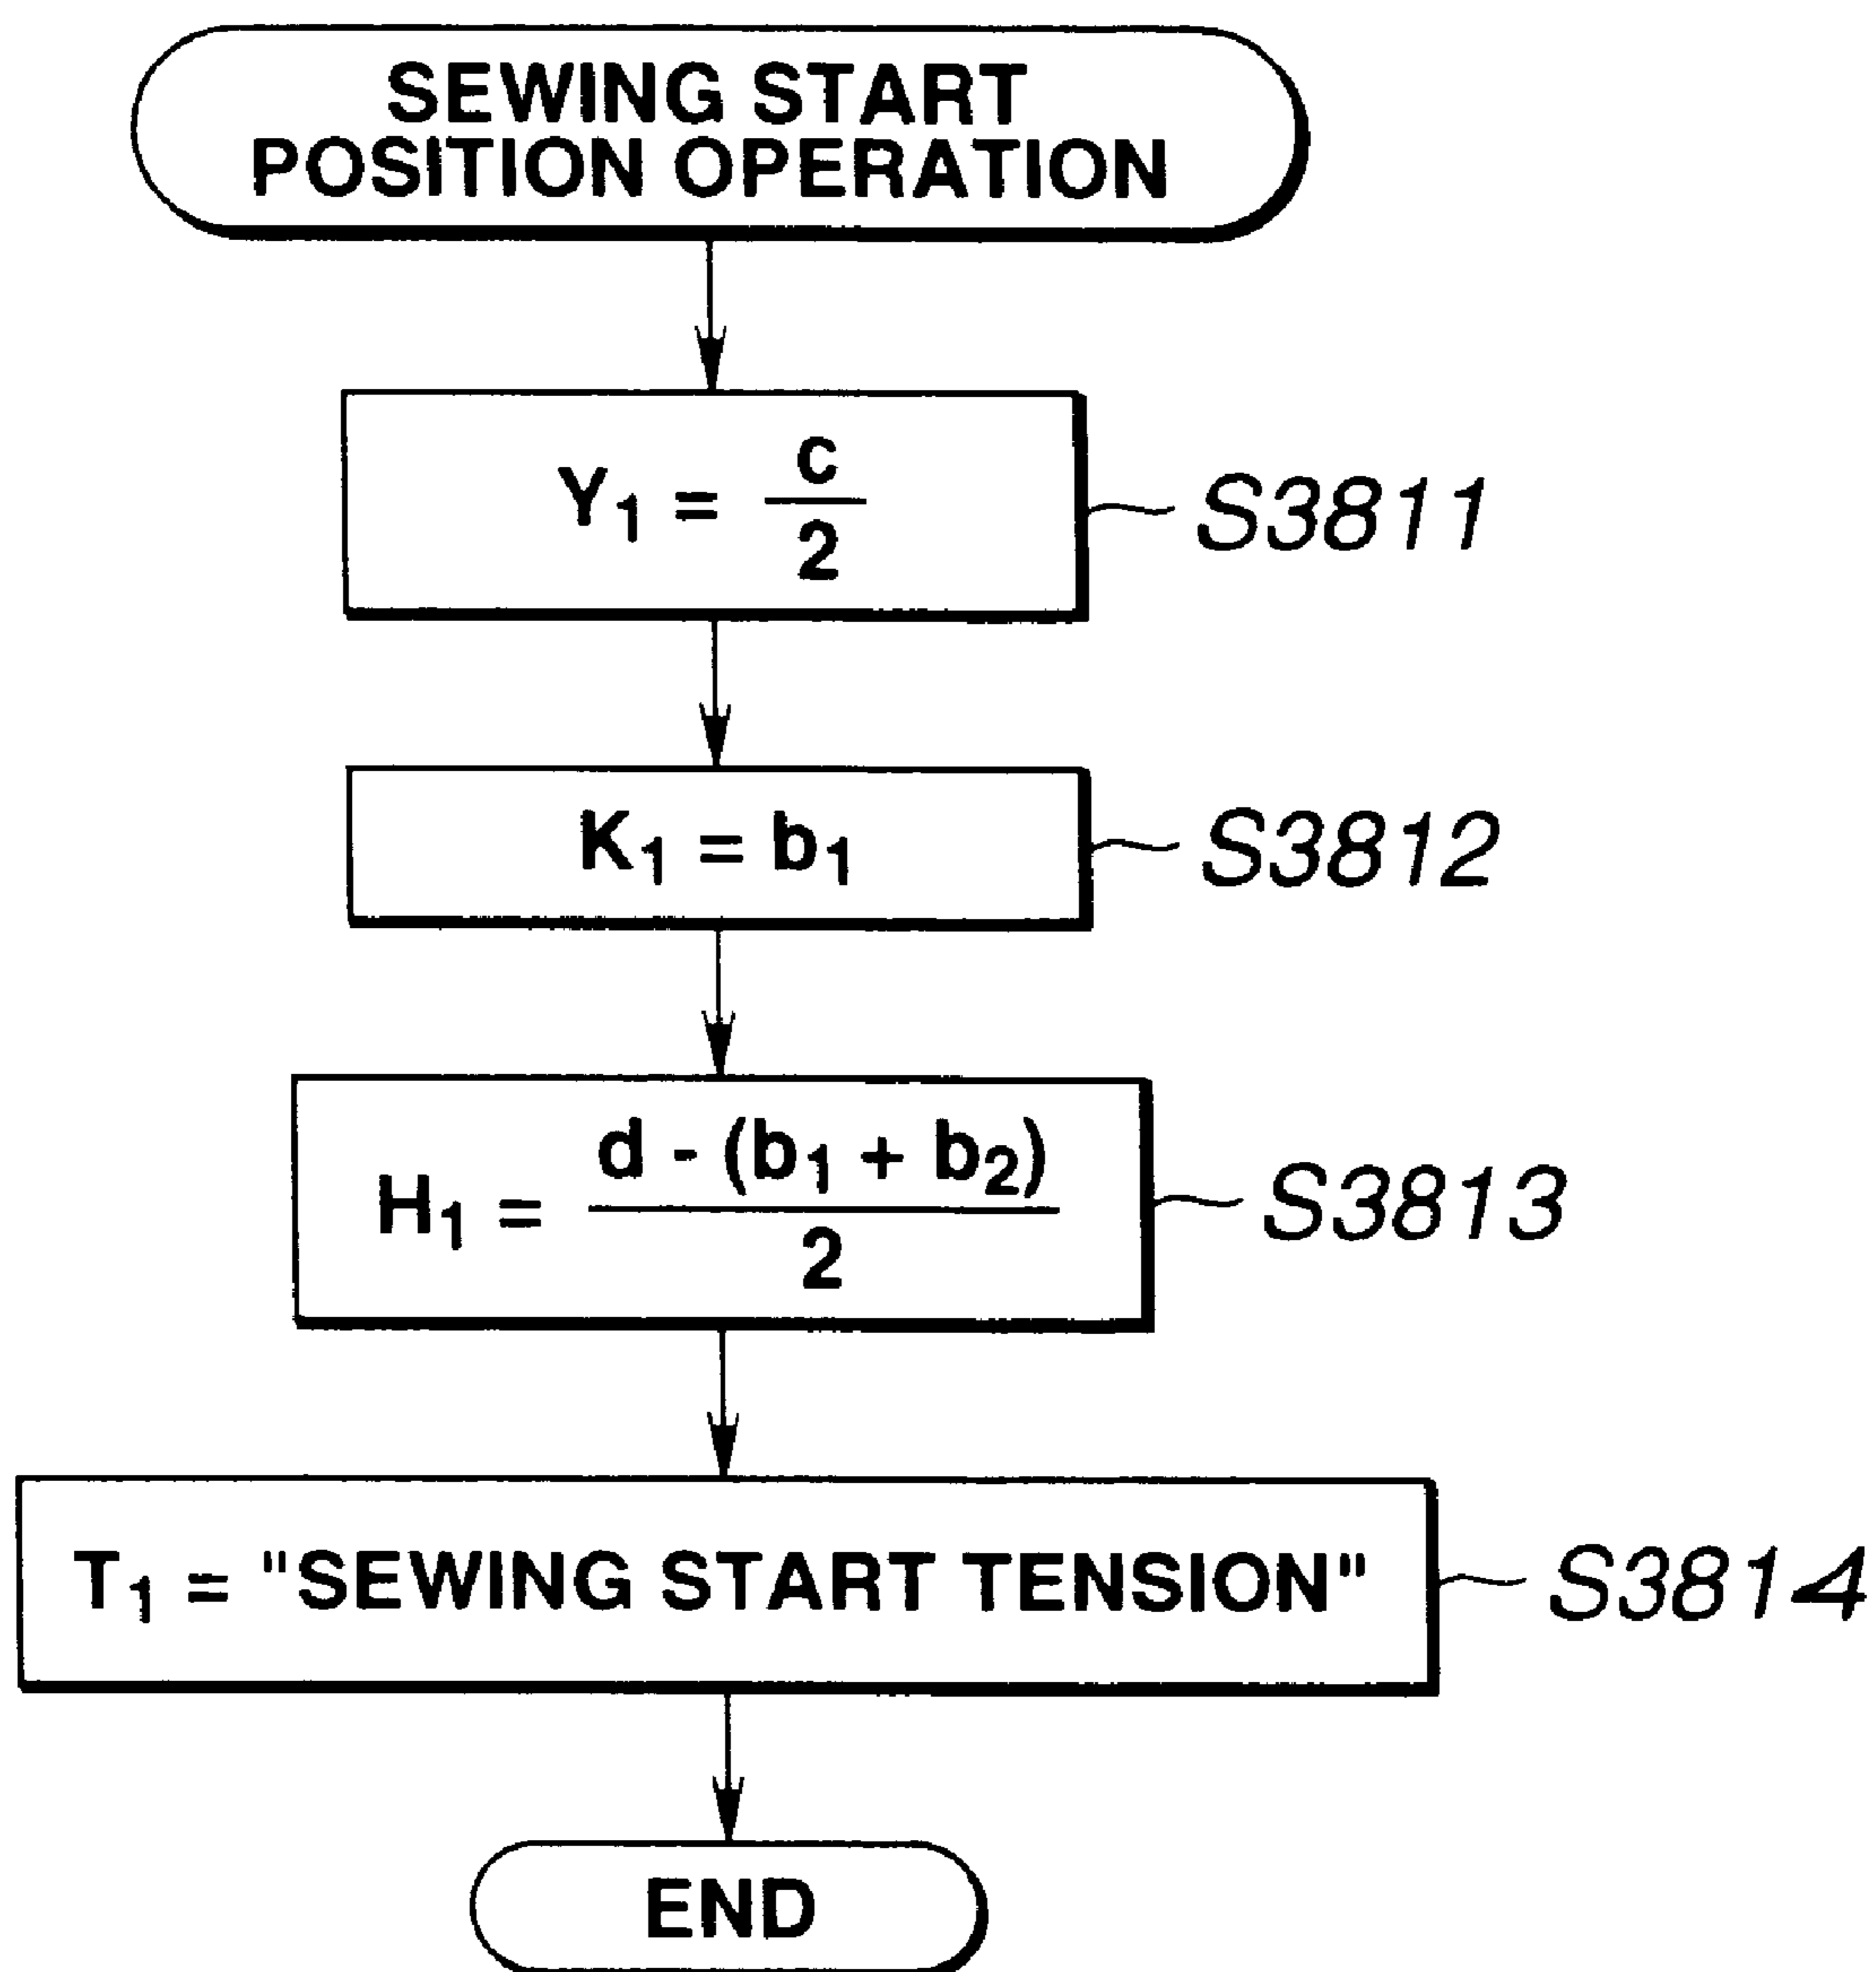 SEWING START
POSITION OPERATION
Y₁ = c/2
S3811
K₁ = b₁
S3812
H₁ = d - (b₁ + b₂)/2
S3813
T₁ = "SEWING START TENSION"
S3814
END